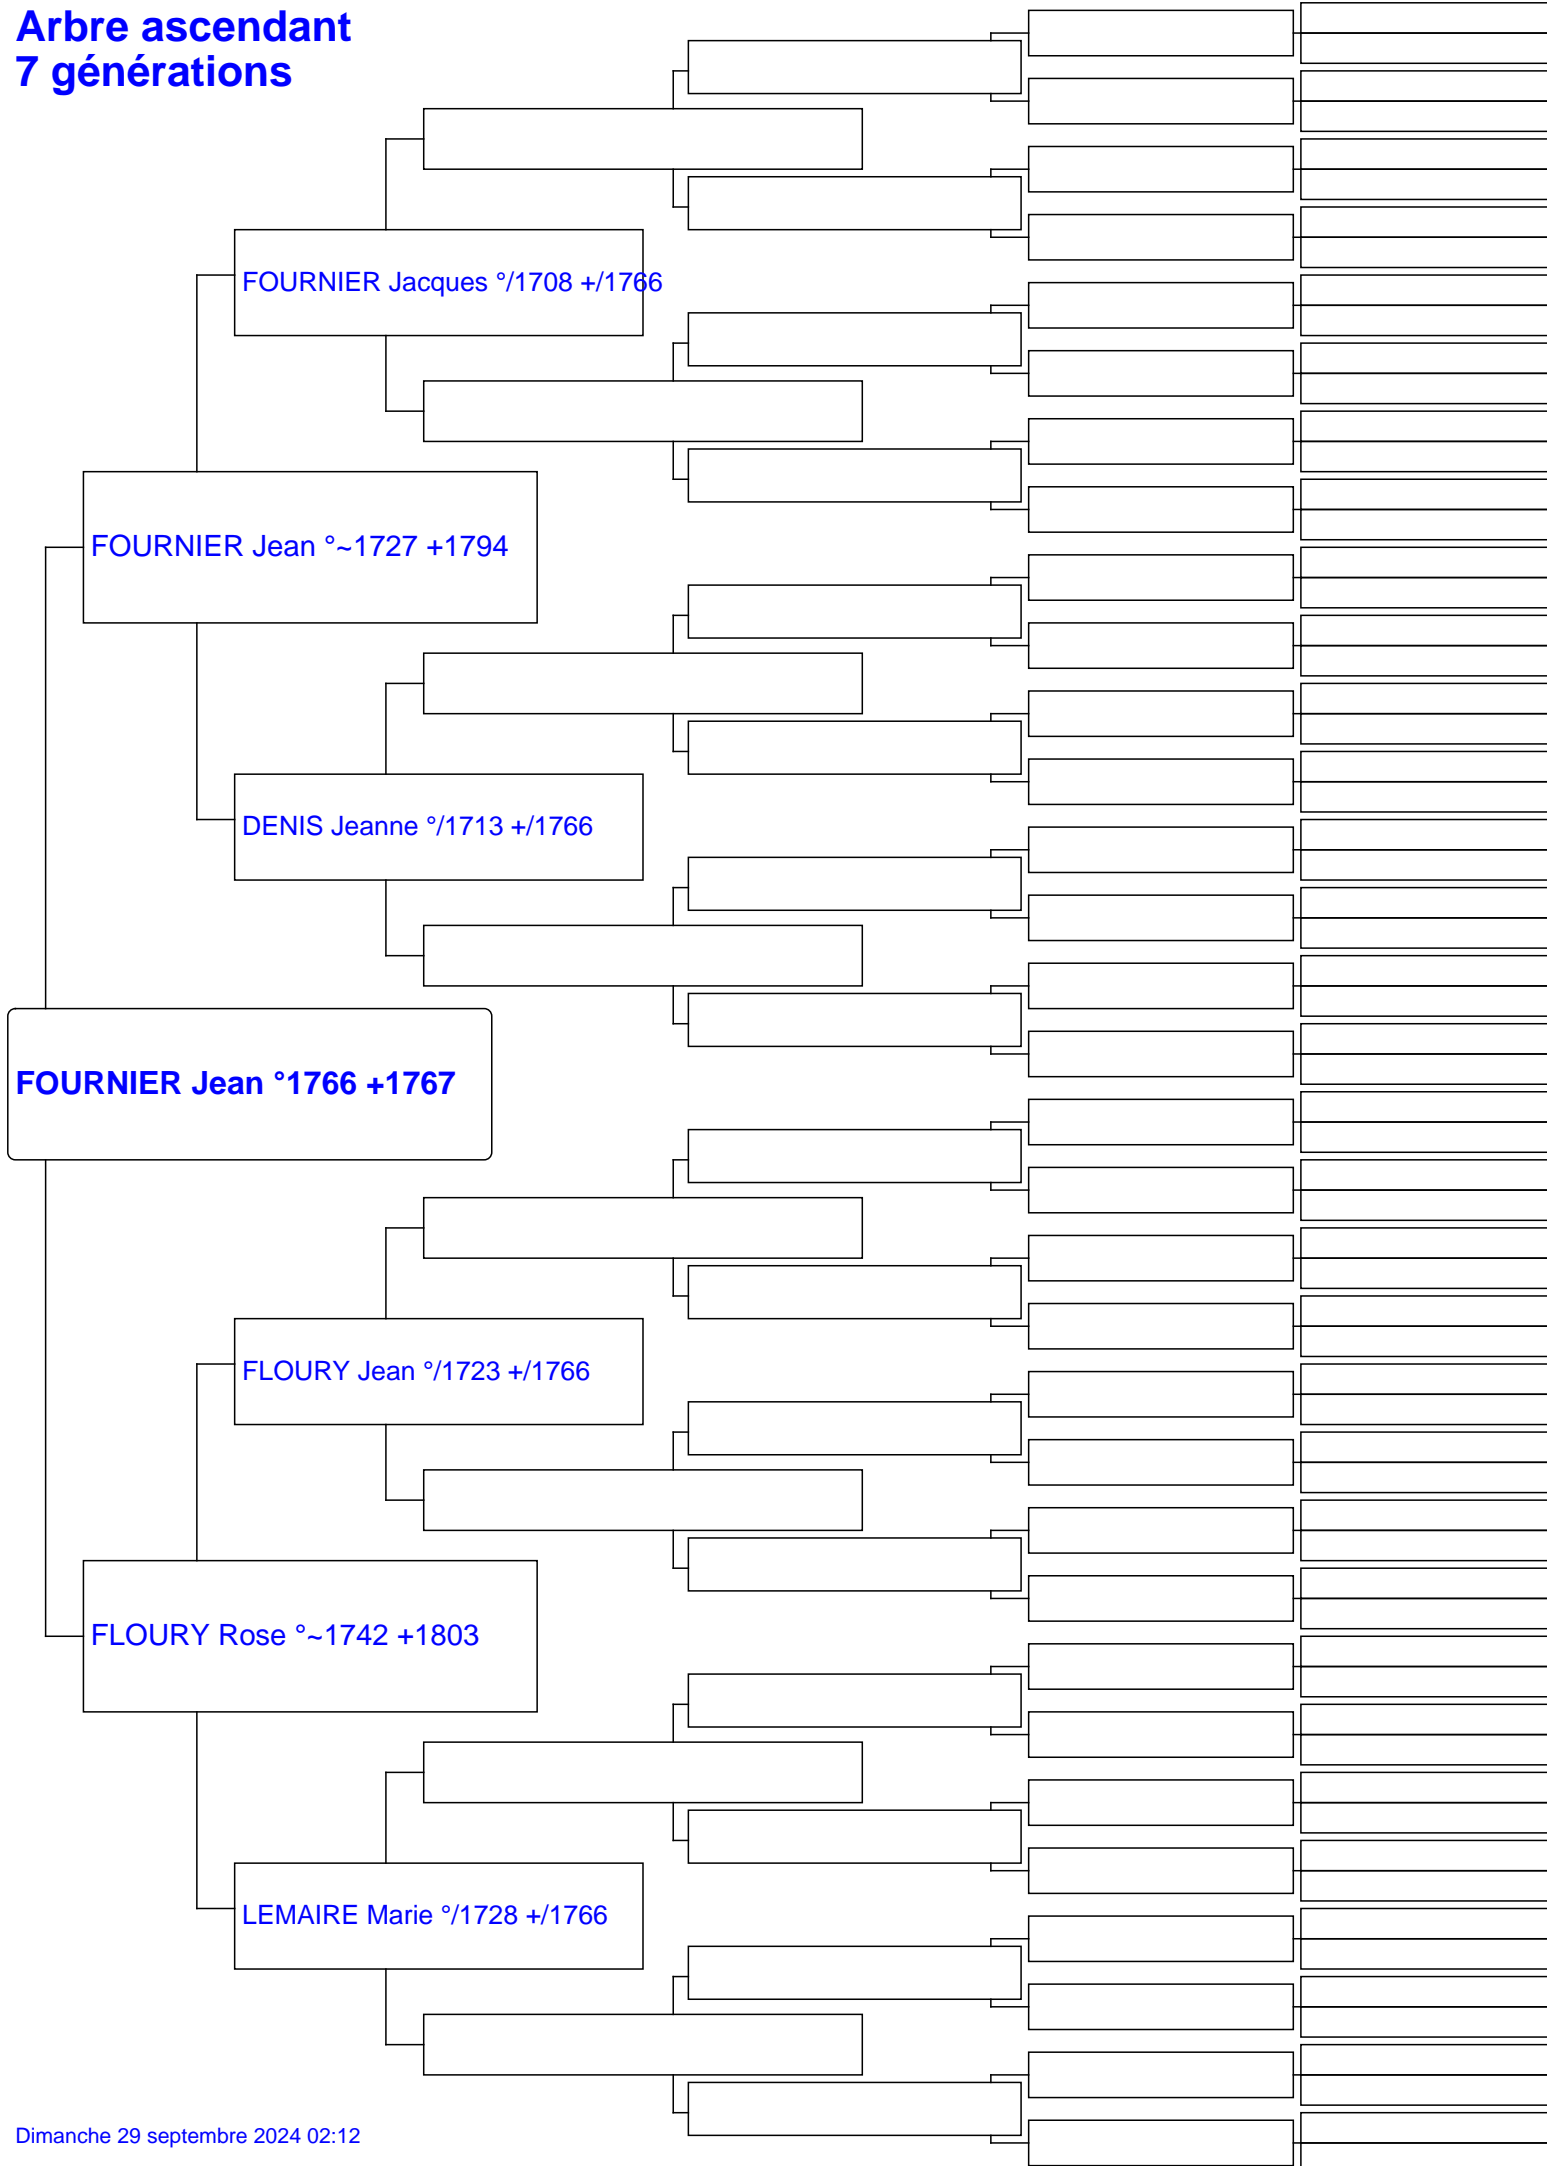 Arbre ascendant
7 générations
FOURNIER Jacques °/1708 +/1766
FOURNIER Jean °~1727 +1794
DENIS Jeanne °/1713 +/1766
FOURNIER Jean °1766 +1767
FLOURY Jean °/1723 +/1766
FLOURY Rose °~1742 +1803
LEMAIRE Marie °/1728 +/1766
Dimanche 29 septembre 2024 02:12